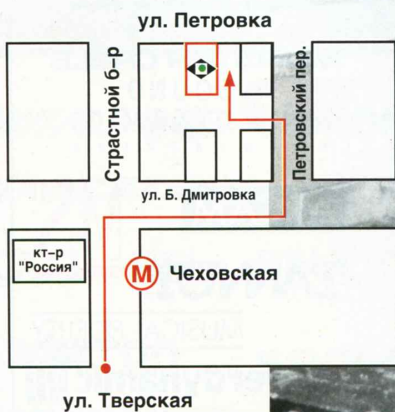 ул. Петровка
Страстной б-р
Петровский пер.
ул. Б. Дмитровка
кт-р
"Россия"
М
Чеховская
ул. Тверская